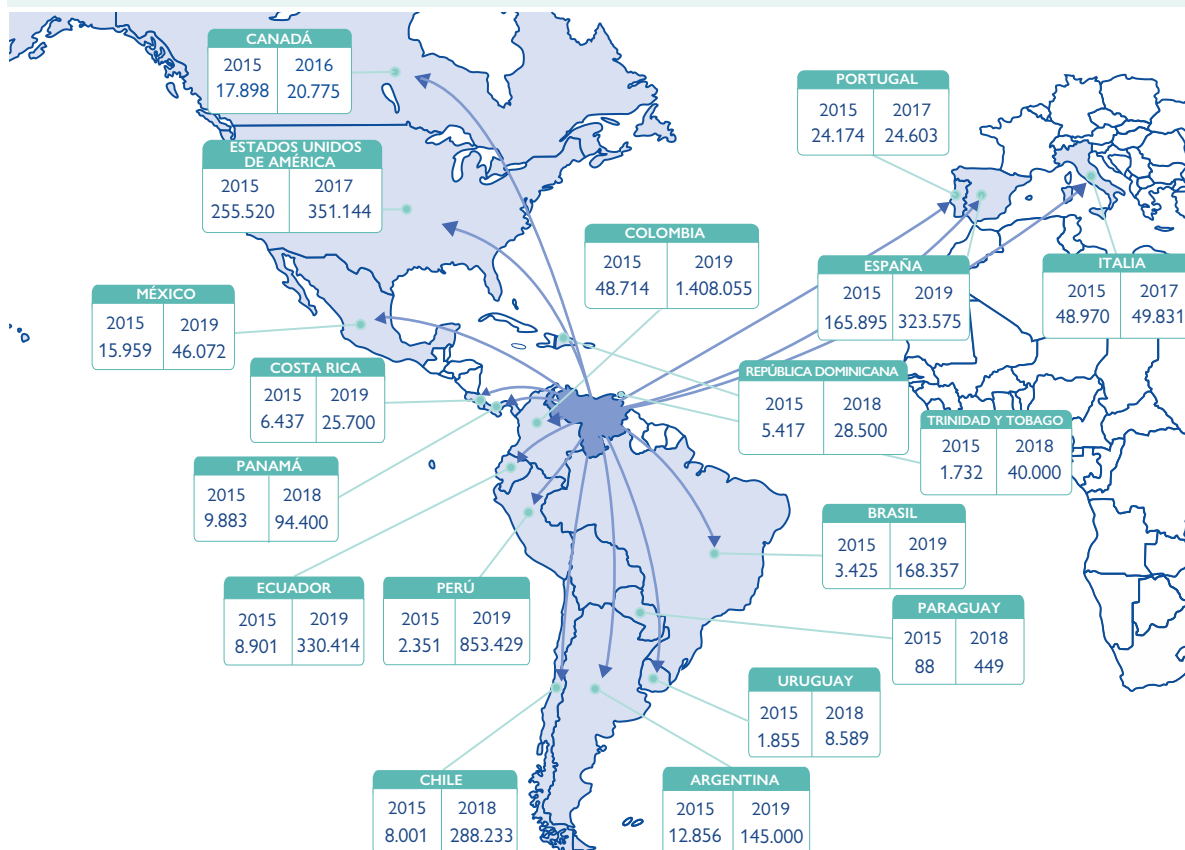 CANADÁ
2015 2016
17.898 20.775
PORTUGAL
2015 2017
24.174 24.603
ESTADOS UNIDOS
DE AMÉRICA
2015 2017
255.520 351.144
COLOMBIA
2015 2019
48.714 1.408.055
ESPAÑA
2015 2019
165.895 323.575
ITALIA
2015 2017
48.970 49.831
MÉXICO
2015 2019
15.959 46.072
COSTA RICA
2015 2019
6.437 25.700
REPÚBLICA DOMINICANA
2015 2018
5.417 28.500
TRINIDAD Y TOBAGO
2015 2018
1.732 40.000
PANAMÁ
2015 2018
9.883 94.400
BRASIL
2015 2019
3.425 168.357
ECUADOR
2015 2019
8.901 330.414
PERÚ
2015 2019
2.351 853.429
PARAGUAY
2015 2018
88 449
URUGUAY
2015 2018
1.855 8.589
CHILE
2015 2018
8.001 288.233
ARGENTINA
2015 2019
12.856 145.000